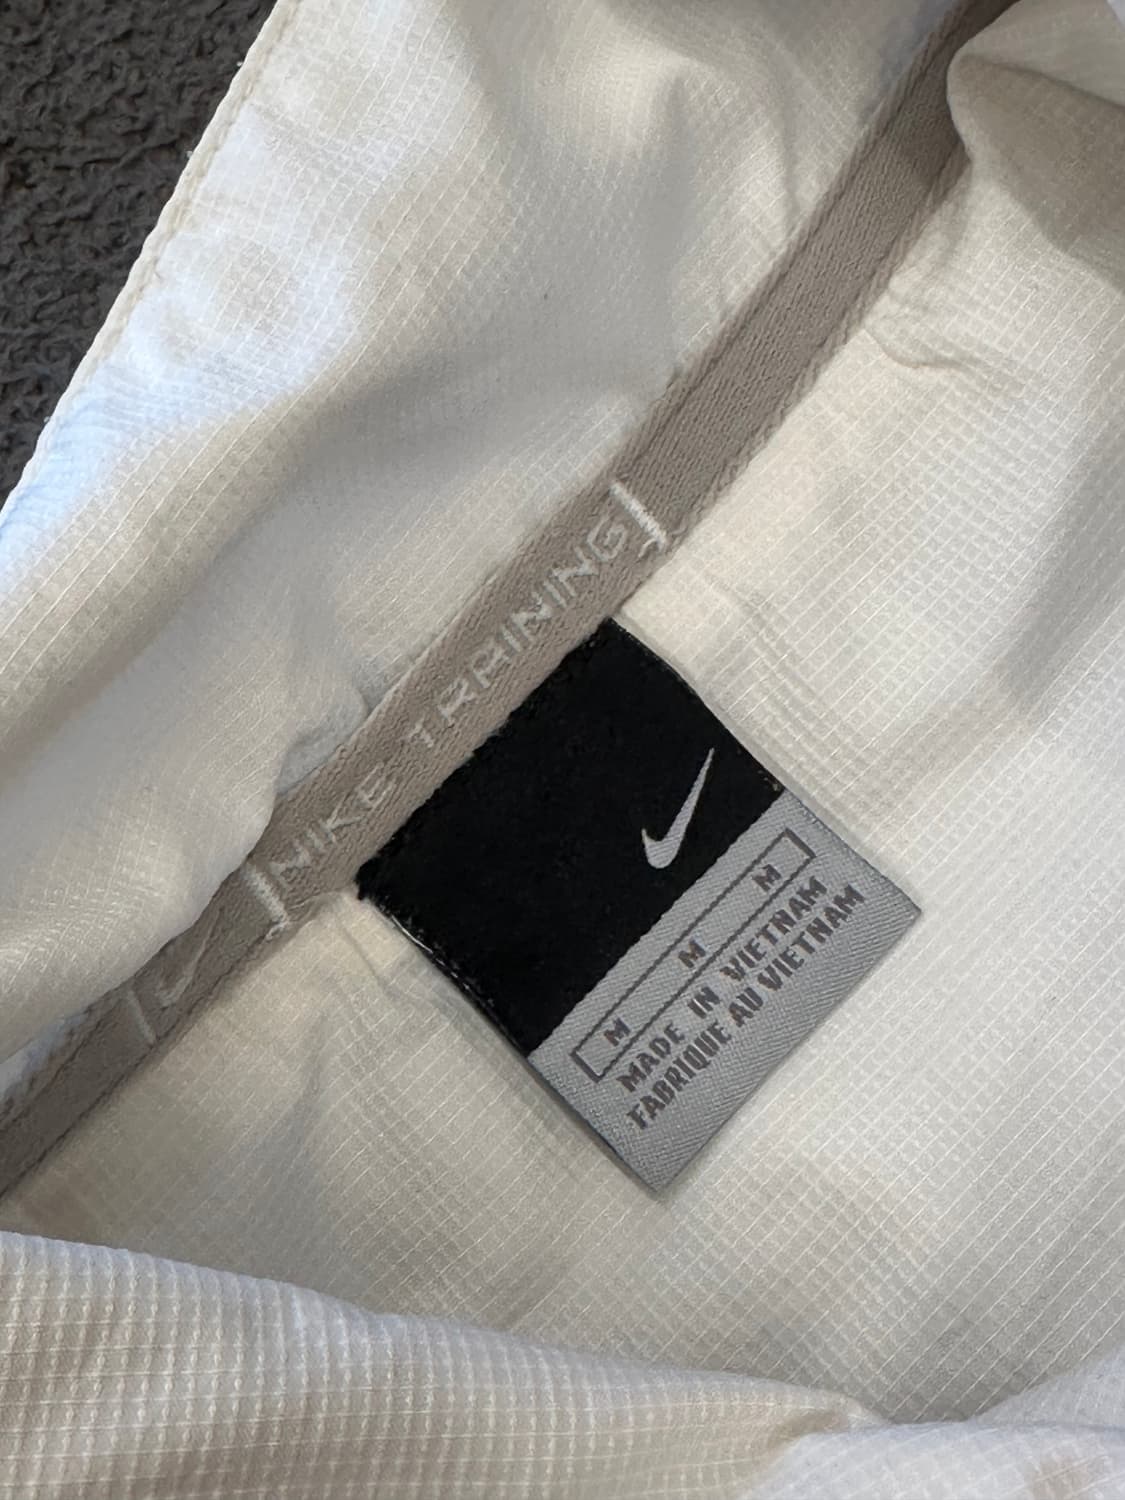 |NIKE TRAINING|
M M M
MADE IN VIETNAM
FABRIQUE AU VIETNAM